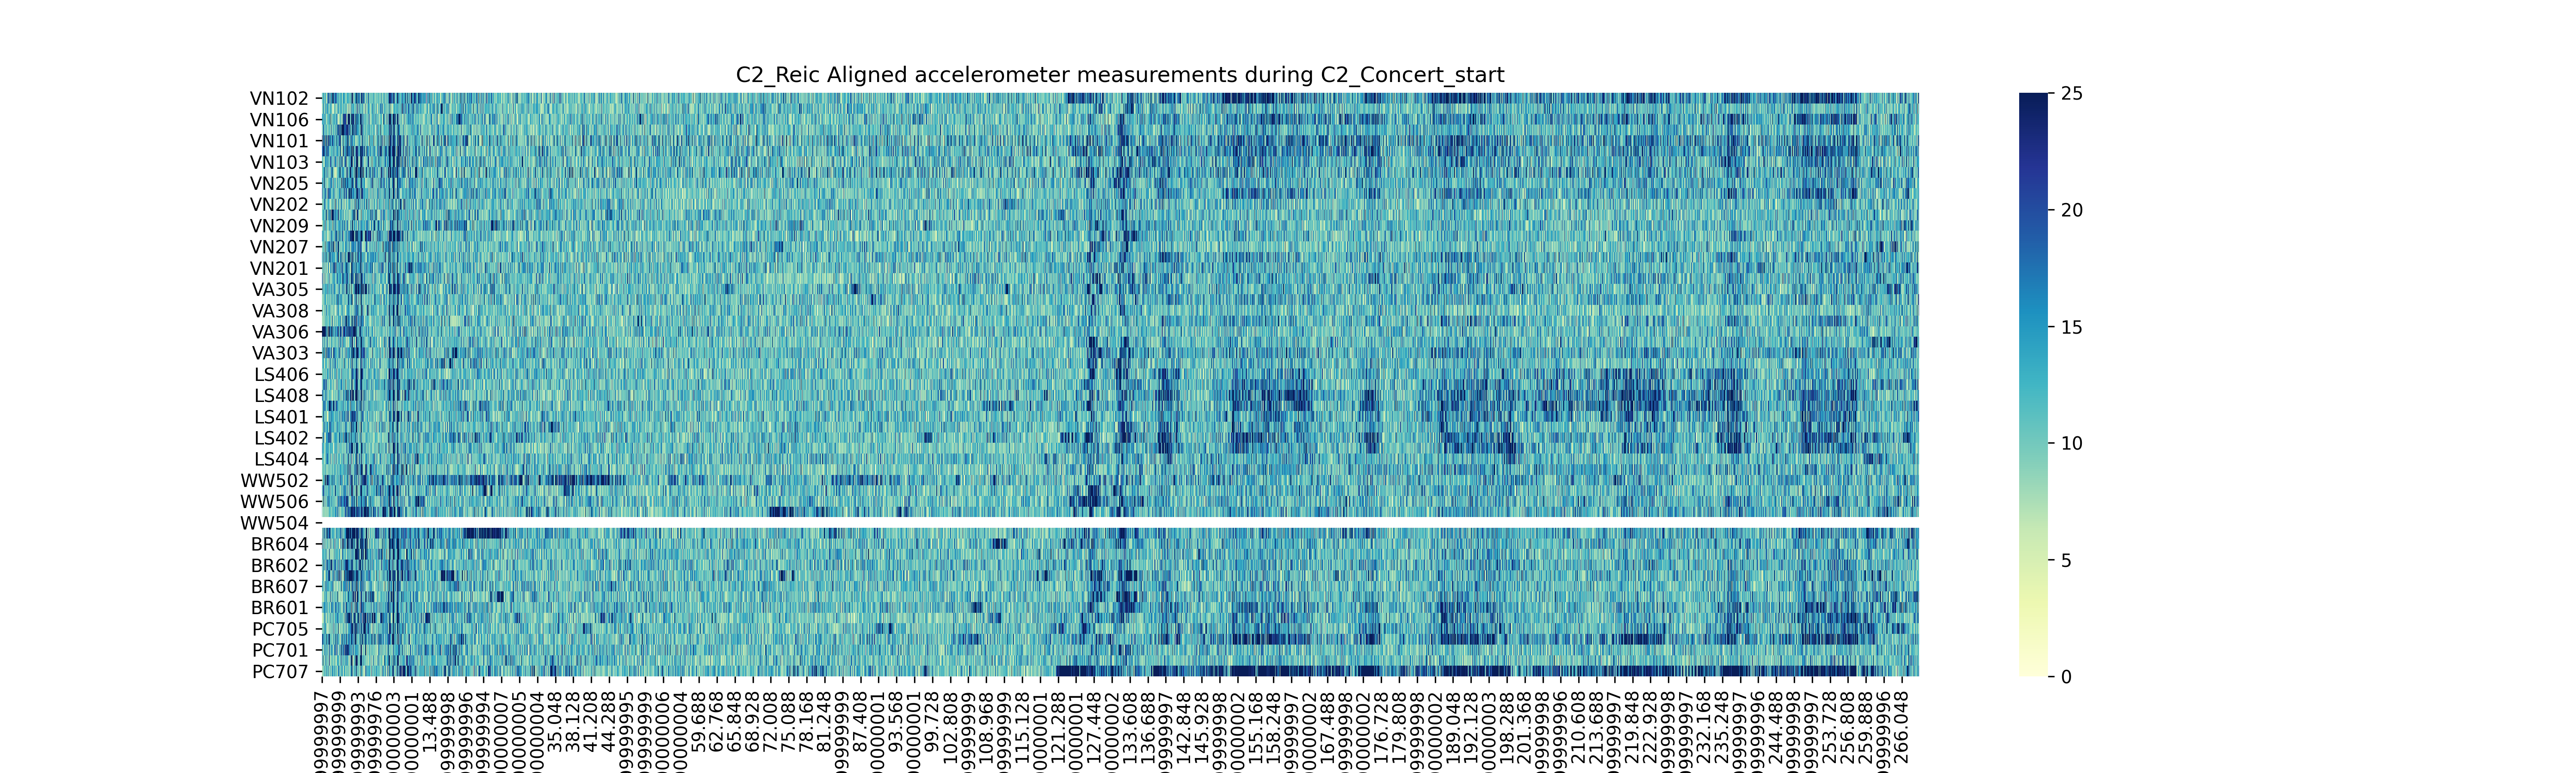 C2_Reic Aligned accelerometer measurements during C2_Concert_start
VN102
VN106
VN101
VN103
VN205
VN202
VN209
VN207
VN201
VA305
VA308
VA306
VA303
LS406
LS408
LS401
LS402
LS404
WW502
WW506
WW504
BR604
BR602
BR607
BR601
PC705
PC701
PC707
25
20
15
10
5
0
13.488
35.048
38.128
41.208
44.288
59.688
62.768
65.848
68.928
72.008
75.088
78.168
81.248
87.408
93.568
99.728
102.808
108.968
115.128
121.288
127.448
133.608
136.688
142.848
145.928
155.168
158.248
167.488
176.728
179.808
189.048
192.128
198.288
201.368
210.608
213.688
219.848
222.928
232.168
235.248
244.488
253.728
256.808
259.888
266.048